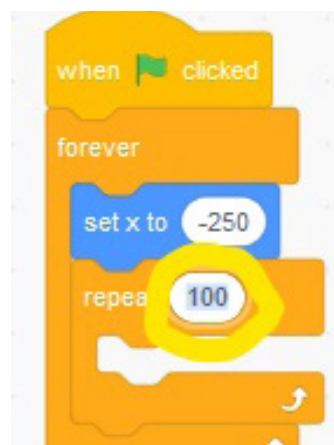 when clicked
forever
set x to -250
repea 100